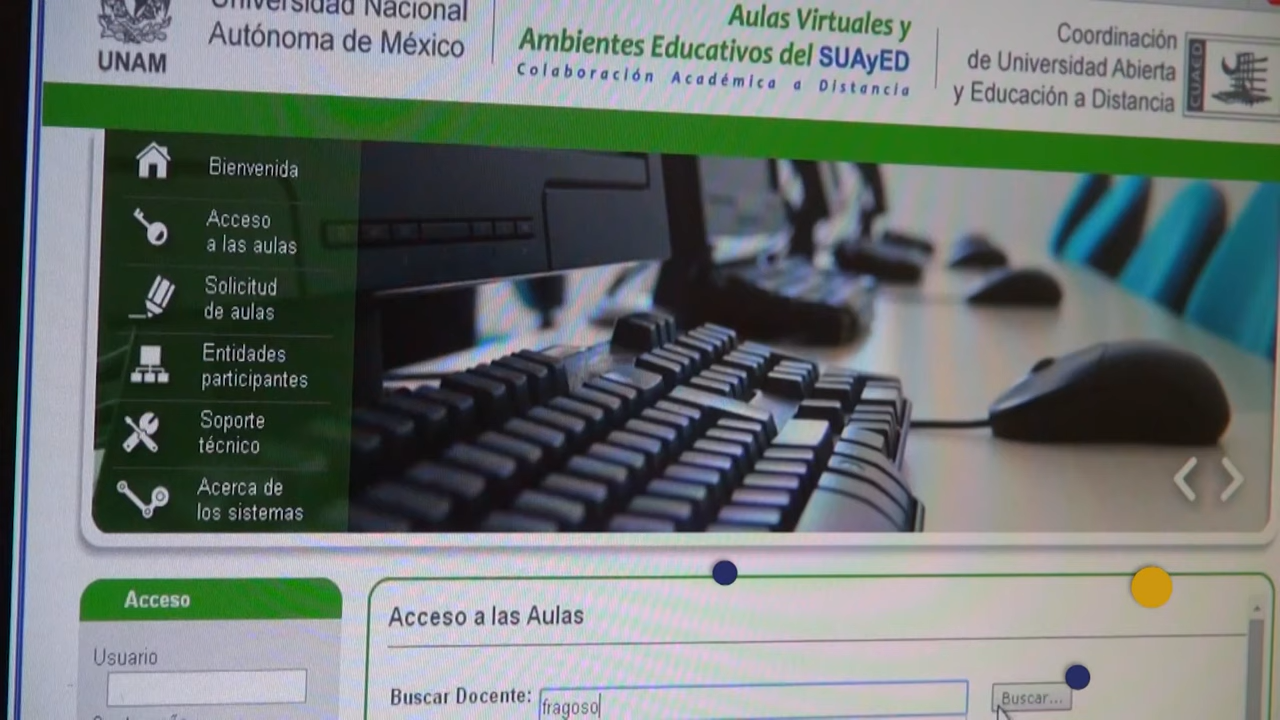 Universidad Nacional
Autónoma de México
UNAM
Aulas Virtuales y
Ambientes Educativos del SUAyED
Colaboración Académica a Distancia
Coordinación
de Universidad Abierta
y Educación a Distancia
CUAED
Bienvenida
Acceso
a las aulas
Solicitud
de aulas
Entidades
participantes
Soporte
técnico
Acerca de
los sistemas
Acceso
Usuario
Acceso a las Aulas
Buscar Docente:
fragoso
Buscar...